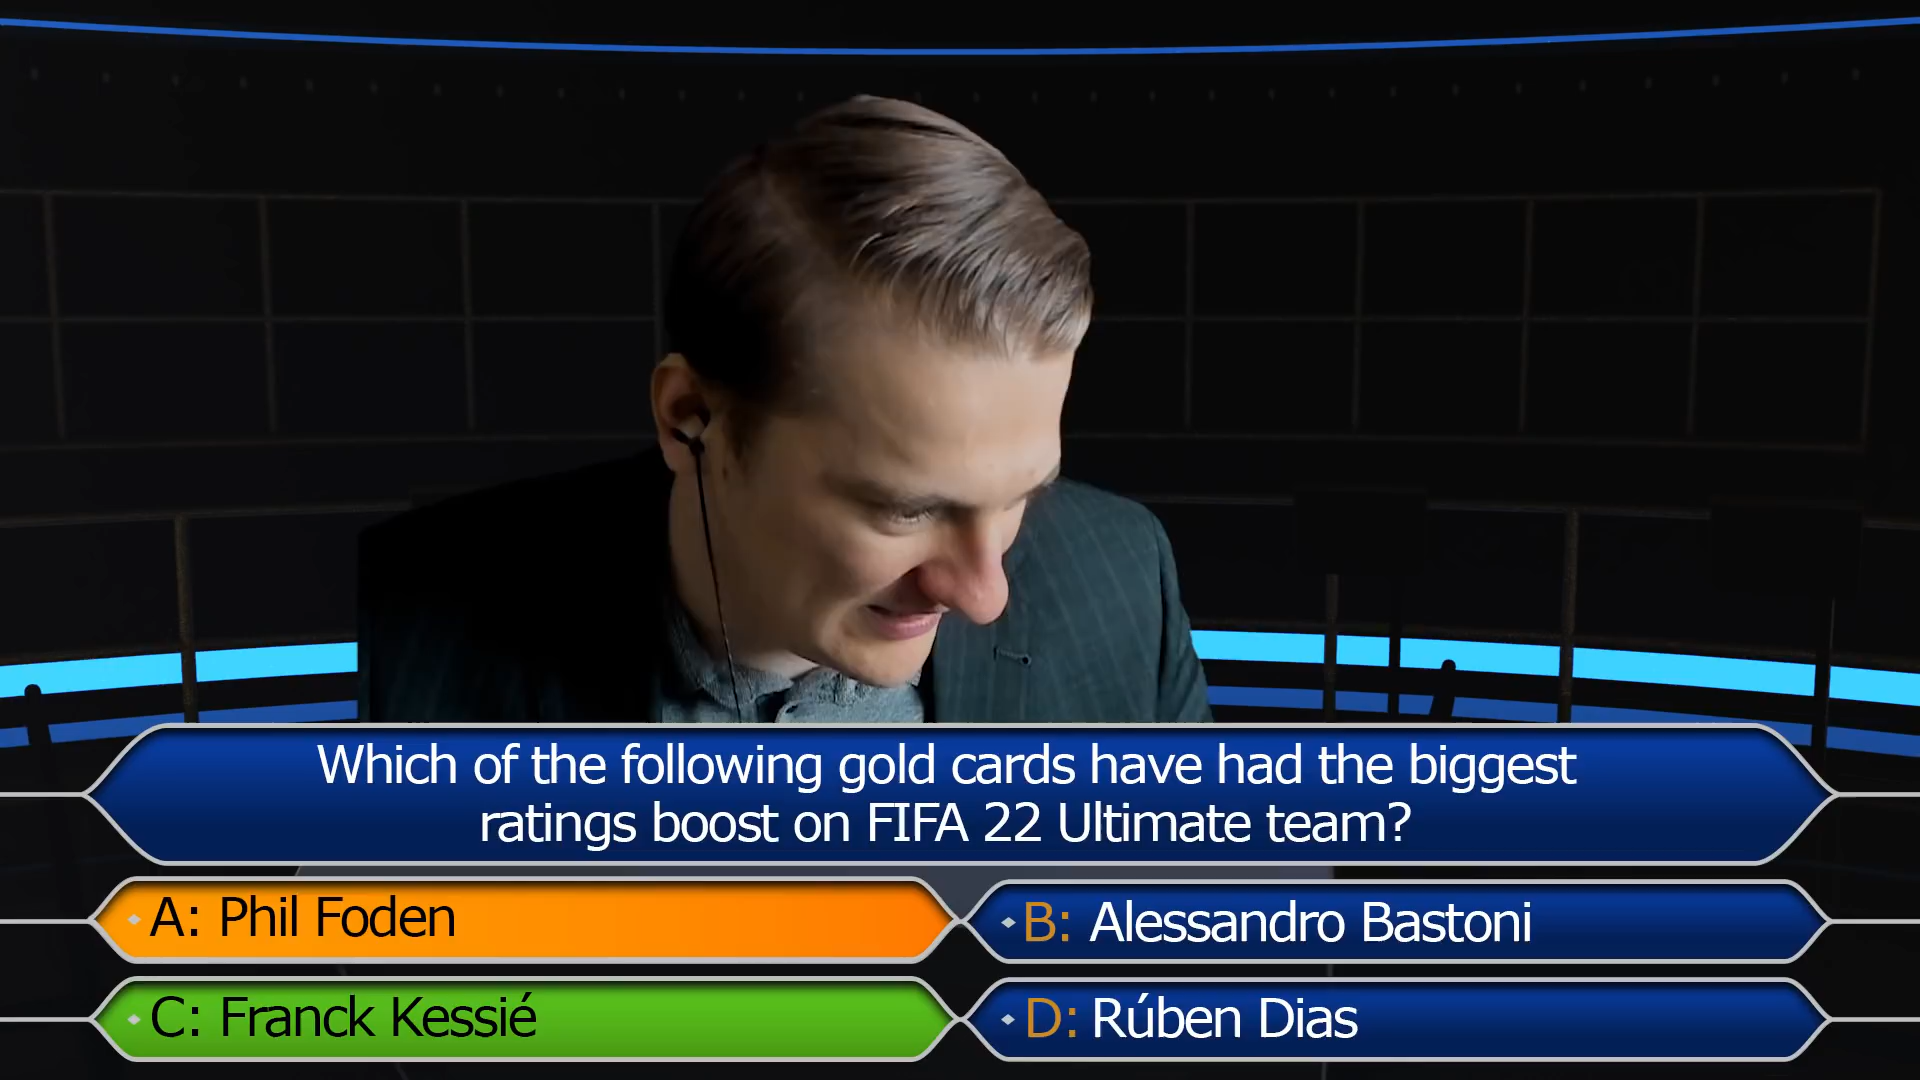 Which of the following gold cards have had the biggest
ratings boost on FIFA 22 Ultimate team?
A: Phil Foden
B: Alessandro Bastoni
C: Franck Kessié
D: Rúben Dias